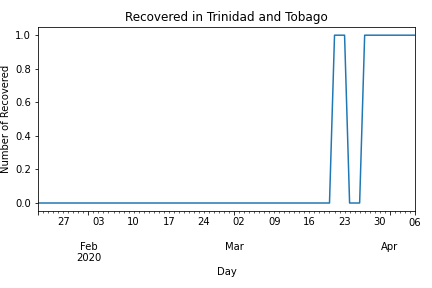 Recovered in Trinidad and Tobago
Number of Recovered
1.0
0.8
0.6
0.4
0.2
0.0
27 03 10 17 24 02 09 16 23 30 06
Feb Mar Apr
2020
Day